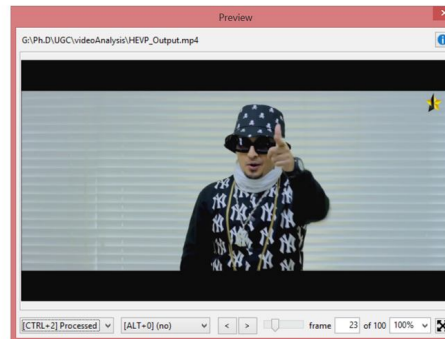 Preview
G:\Ph.D\UGC\videoAnalysis\HEVP_Output.mp4
[CTRL+2] Processed [ALT+0] (no) < > frame 23 of 100 100%